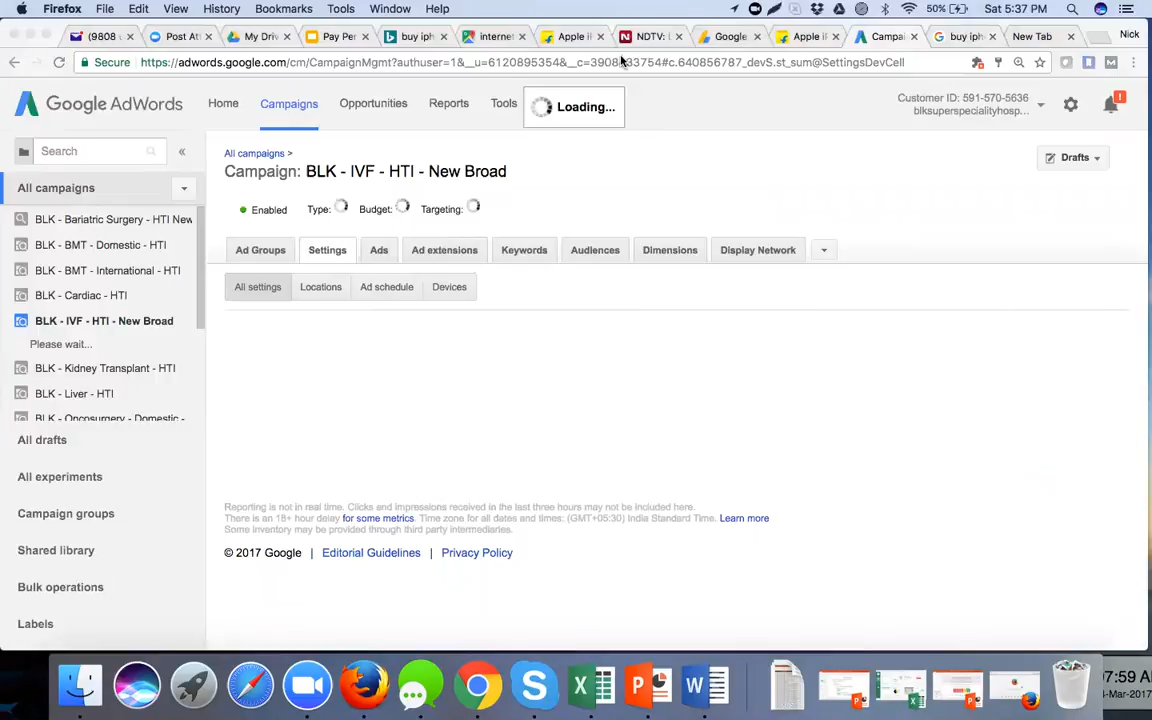 Firefox File Edit View History Bookmarks Tools Window Help 50% Sat 5:37 PM
(9808 Post At My Driv Pay Per buy iph internet Apple i NDTV: L Google Apple i Campai buy iph New Tab Nick
Secure https://adwords.google.com/cm/CampaignMgmt?authuser=1&__u=6120895354&__c=3908 33754#c.640856787_devS.st_sum@SettingsDevCell
Google AdWords Home Campaigns Opportunities Reports Tools Loading...
Customer ID: 591-570-5636
blksuperspecialityhosp...
!
Search «
All campaigns >
Campaign: BLK - IVF - HTI - New Broad
Drafts
All campaigns
Enabled Type: Budget: Targeting:
BLK - Bariatric Surgery - HTI New
BLK - BMT - Domestic - HTI
BLK - BMT - International - HTI
BLK - Cardiac - HTI
BLK - IVF - HTI - New Broad
Please wait...
BLK - Kidney Transplant - HTI
BLK - Liver - HTI
BLK - Oncosurgery - Domestic -
Ad Groups Settings Ads Ad extensions Keywords Audiences Dimensions Display Network
All settings Locations Ad schedule Devices
All drafts
All experiments
Campaign groups
Shared library
Bulk operations
Labels
Reporting is not in real time. Clicks and impressions received in the last three hours may not be included here.
There is an 18+ hour delay for some metrics. Time zone for all dates and times: (GMT+05:30) India Standard Time. Learn more
Some inventory may be provided through third party intermediaries.
© 2017 Google | Editorial Guidelines | Privacy Policy
7:59 AM
-Mar-2017